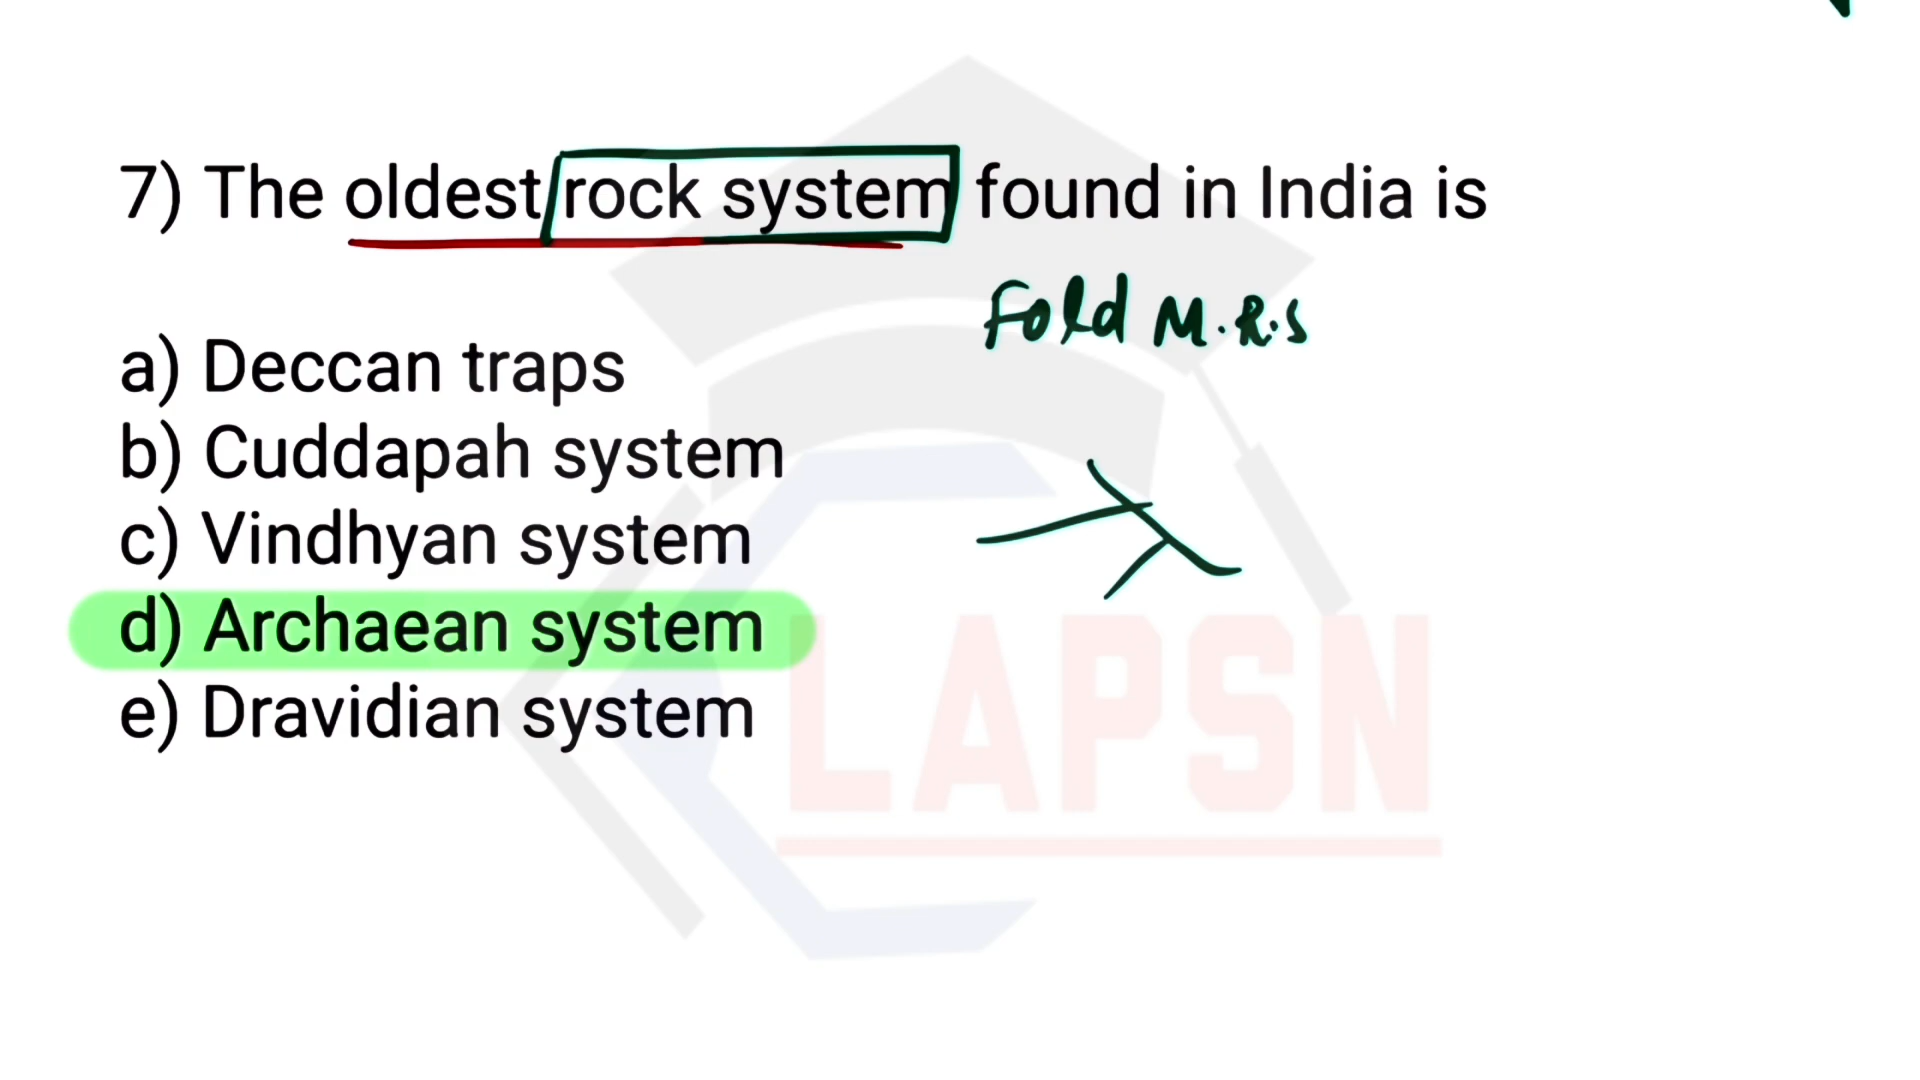 7) The oldest rock system found in India is
Fold M.R.S
a) Deccan traps
b) Cuddapah system
c) Vindhyan system
d) Archaean system
e) Dravidian system
LAPSN